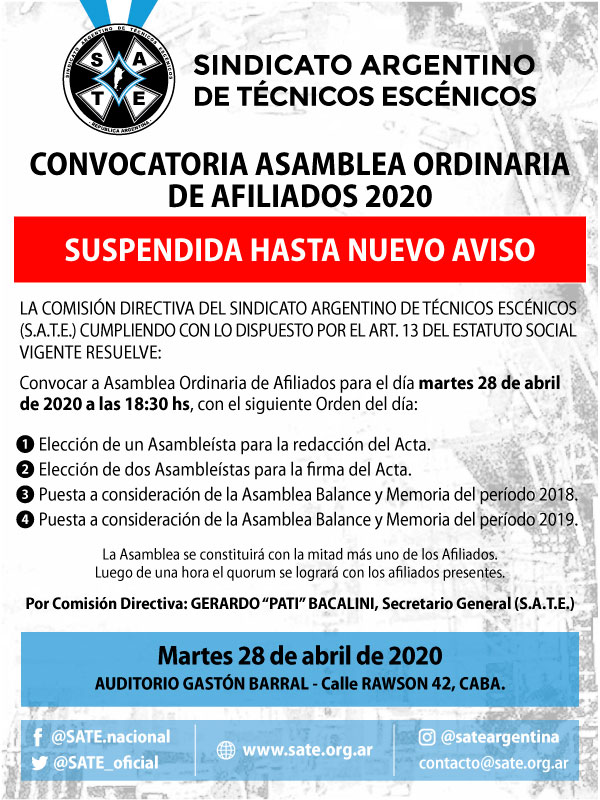 SINDICATO ARGENTINO DE TÉCNICOS ESCÉNICOS
S A
T E
REPÚBLICA ARGENTINA
SINDICATO ARGENTINO
DE TÉCNICOS ESCÉNICOS
CONVOCATORIA ASAMBLEA ORDINARIA
DE AFILIADOS 2020
SUSPENDIDA HASTA NUEVO AVISO
LA COMISIÓN DIRECTIVA DEL SINDICATO ARGENTINO DE TÉCNICOS ESCÉNICOS
(S.A.T.E.) CUMPLIENDO CON LO DISPUESTO POR EL ART. 13 DEL ESTATUTO SOCIAL
VIGENTE RESUELVE:
Convocar a Asamblea Ordinaria de Afiliados para el día martes 28 de abril
de 2020 a las 18:30 hs, con el siguiente Orden del día:
1 Elección de un Asambleísta para la redacción del Acta.
2 Elección de dos Asambleístas para la firma del Acta.
3 Puesta a consideración de la Asamblea Balance y Memoria del período 2018.
4 Puesta a consideración de la Asamblea Balance y Memoria del período 2019.
La Asamblea se constituirá con la mitad más uno de los Afiliados.
Luego de una hora el quorum se logrará con los afiliados presentes.
Por Comisión Directiva: GERARDO “PATI” BACALINI, Secretario General (S.A.T.E.)
Martes 28 de abril de 2020
AUDITORIO GASTÓN BARRAL - Calle RAWSON 42, CABA.
@SATE.nacional
@SATE_oficial
www.sate.org.ar
@sateargentina
contacto@sate.org.ar